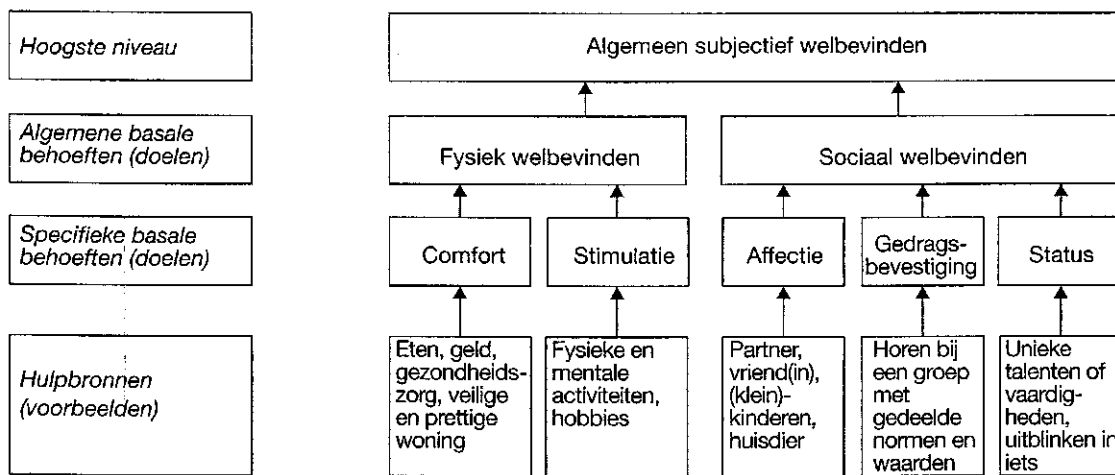 Hoogste niveau
Algemeen subjectief welbevinden
Algemene basale
behoeften (doelen)
Fysiek welbevinden
Sociaal welbevinden
Specifieke basale
behoeften (doelen)
Comfort
Stimulatie
Affectie
Gedrags-
bevestiging
Status
Hulpbronnen
(voorbeelden)
Eten, geld,
gezondheids-
zorg, veilige
en prettige
woning
Fysieke en
mentale
activiteiten,
hobbies
Partner,
vriend(in),
(klein)-
kinderen,
huisdier
Horen bij
een groep
met
gedeelde
normen en
waarden
Unieke
talenten of
vaardig-
heden,
uitblinken in
iets